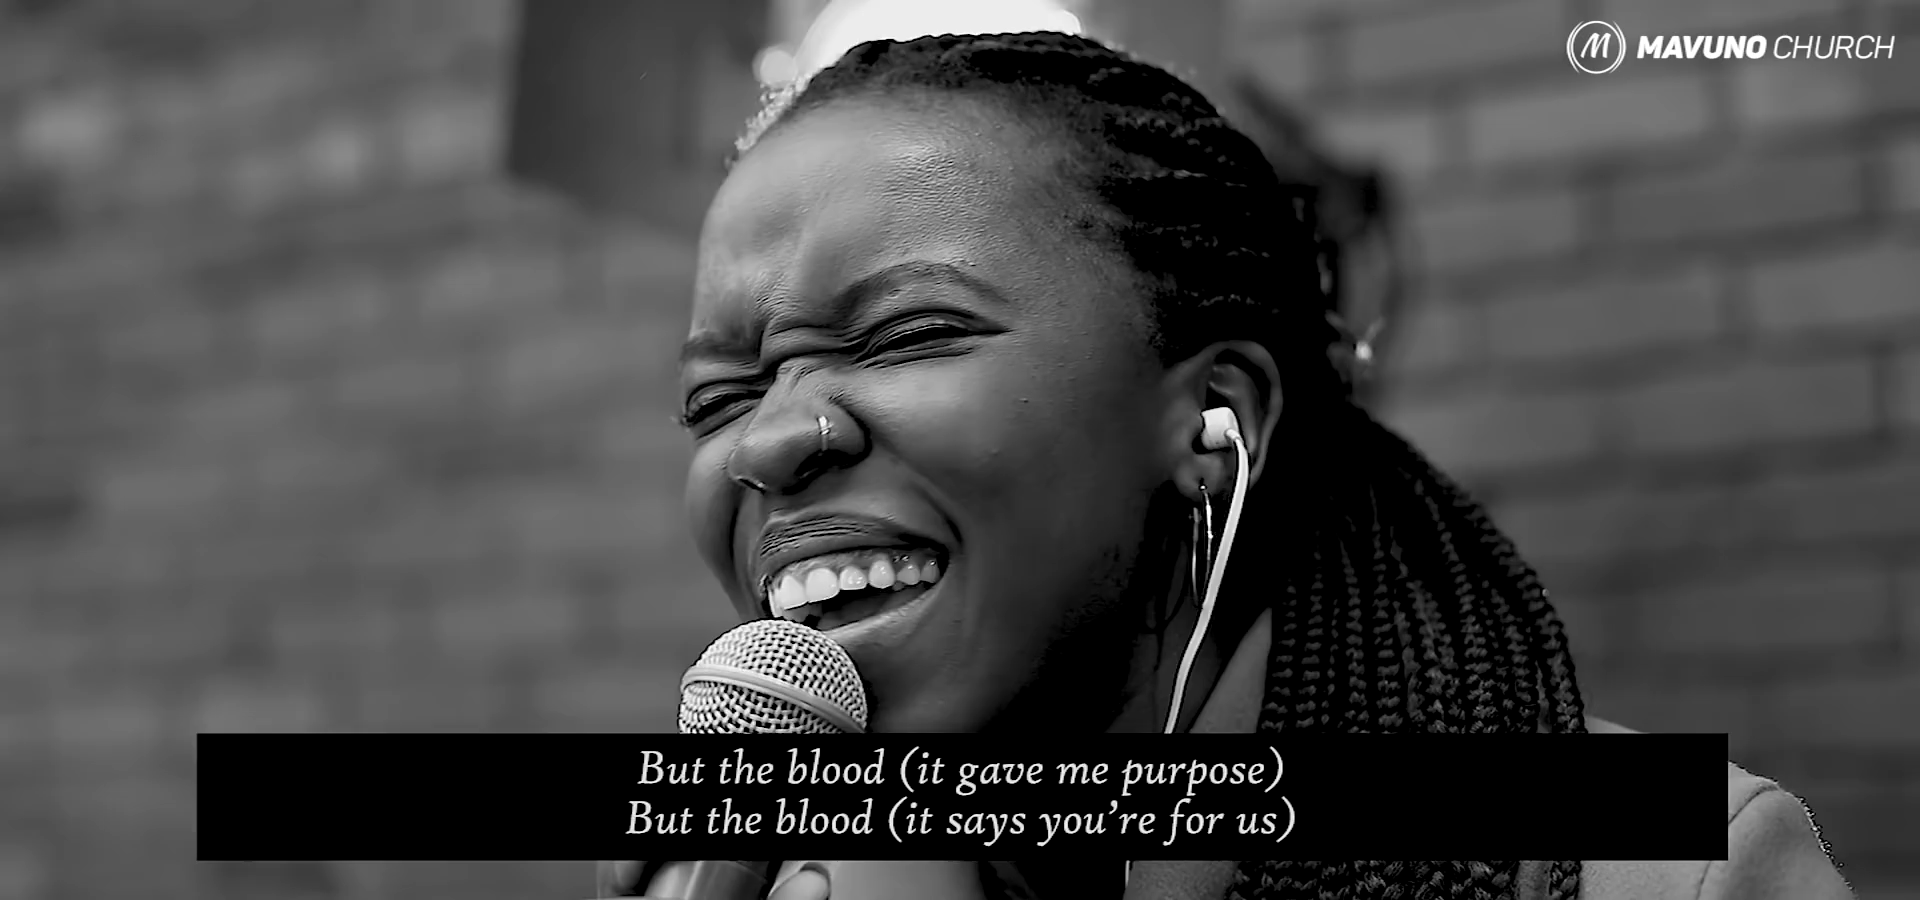 M MAVUNO CHURCH
But the blood (it gave me purpose)
But the blood (it says you’re for us)